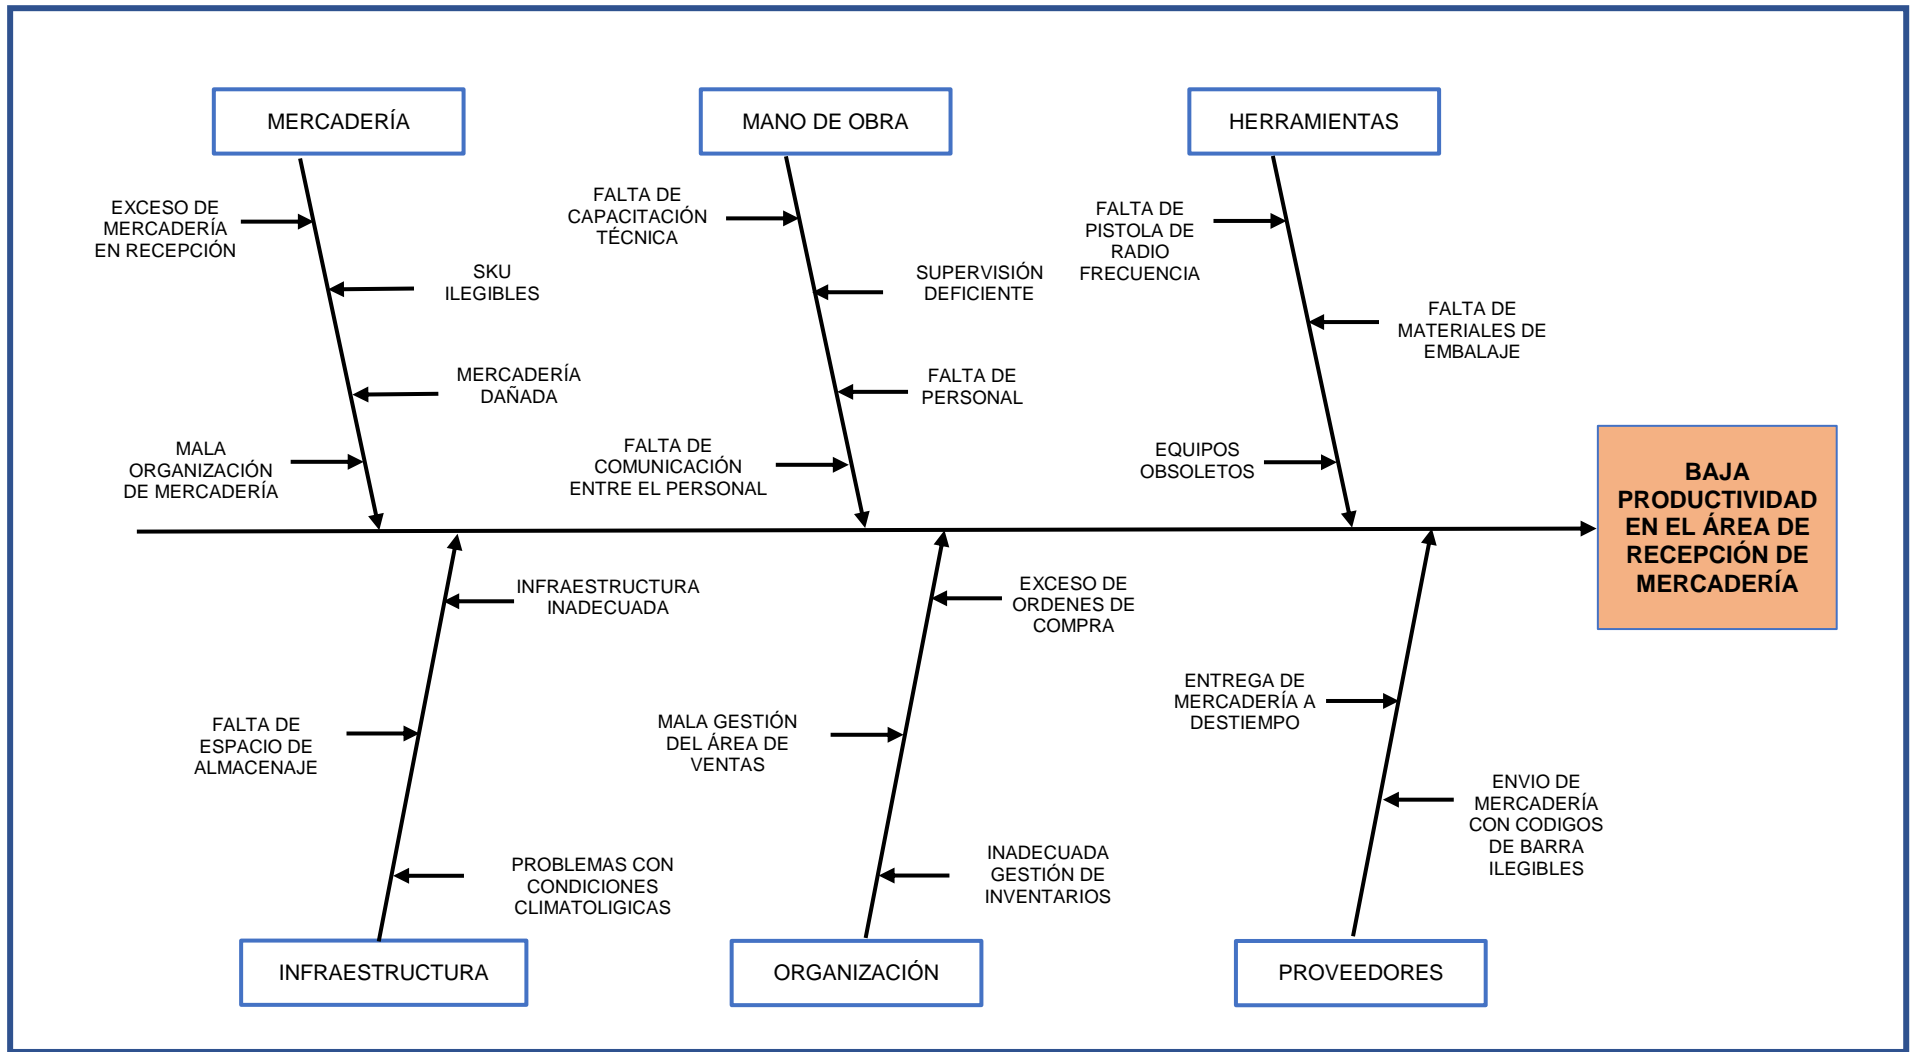 MERCADERÍA
MANO DE OBRA
HERRAMIENTAS
EXCESO DE
MERCADERÍA
EN RECEPCIÓN
SKU
ILEGIBLES
MERCADERÍA
DAÑADA
MALA
ORGANIZACIÓN
DE MERCADERÍA
FALTA DE
CAPACITACIÓN
TÉCNICA
SUPERVISIÓN
DEFICIENTE
FALTA DE
PERSONAL
FALTA DE
COMUNICACIÓN
ENTRE EL PERSONAL
FALTA DE
PISTOLA DE
RADIO
FRECUENCIA
FALTA DE
MATERIALES DE
EMBALAJE
EQUIPOS
OBSOLETOS
BAJA
PRODUCTIVIDAD
EN EL ÁREA DE
RECEPCIÓN DE
MERCADERÍA
INFRAESTRUCTURA
INADECUADA
FALTA DE
ESPACIO DE
ALMACENAJE
PROBLEMAS CON
CONDICIONES
CLIMATOLIGICAS
EXCESO DE
ORDENES DE
COMPRA
MALA GESTIÓN
DEL ÁREA DE
VENTAS
INADECUADA
GESTIÓN DE
INVENTARIOS
ENTREGA DE
MERCADERÍA A
DESTIEMPO
ENVIO DE
MERCADERÍA
CON CODIGOS
DE BARRA
ILEGIBLES
INFRAESTRUCTURA
ORGANIZACIÓN
PROVEEDORES